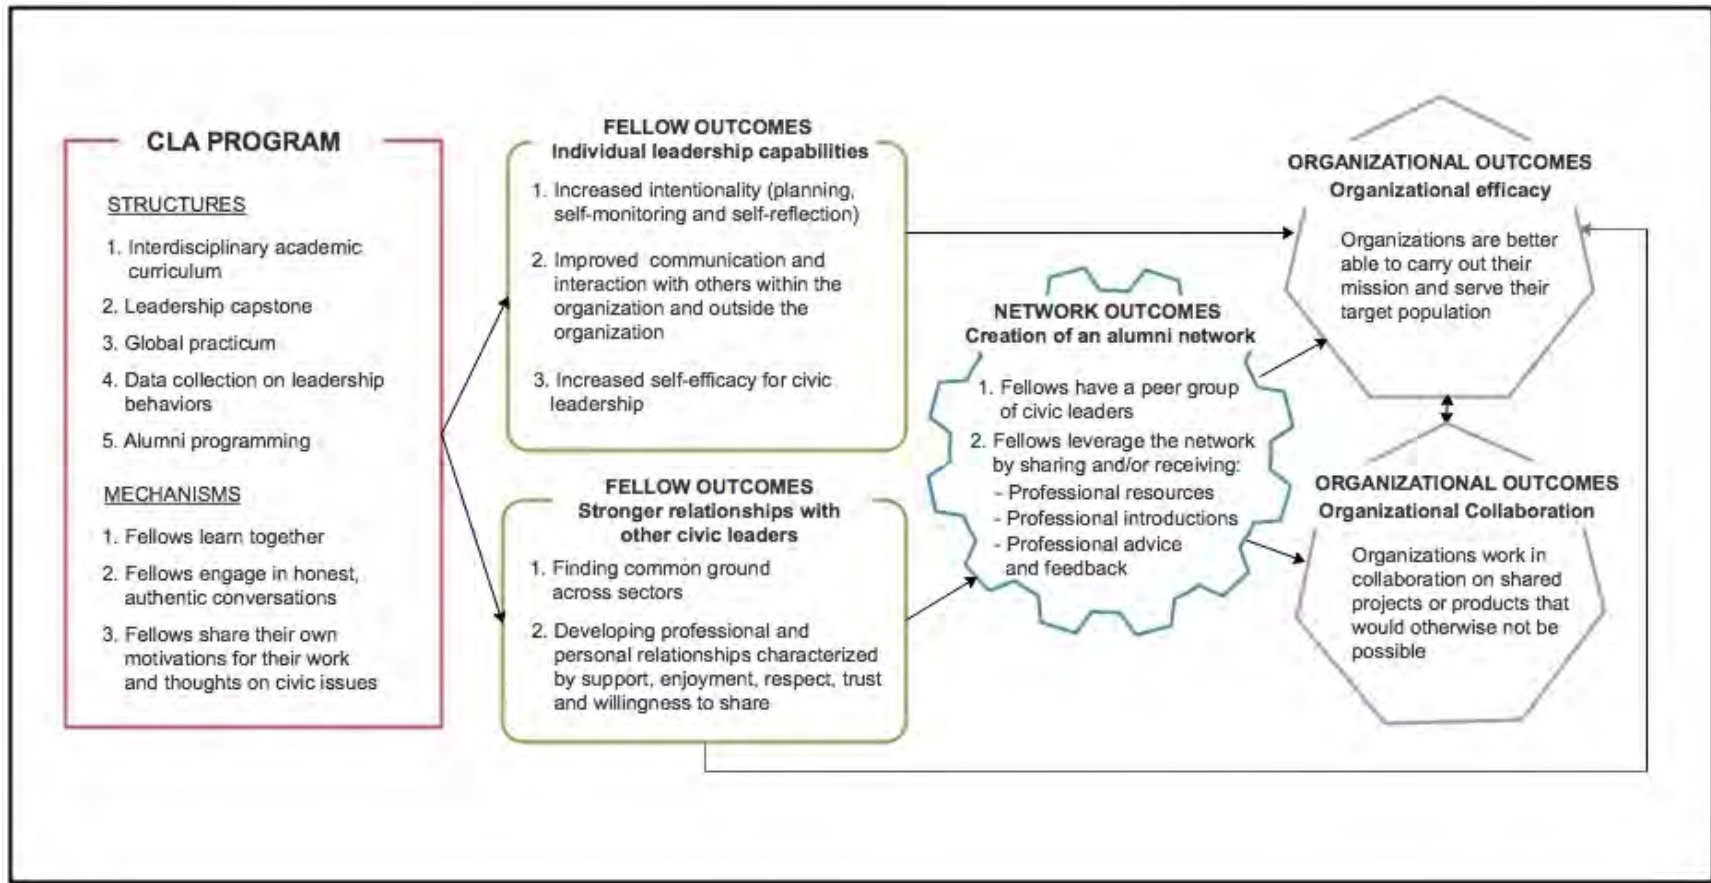 CLA PROGRAM
STRUCTURES
1. Interdisciplinary academic
curriculum
2. Leadership capstone
3. Global practicum
4. Data collection on leadership
behaviors
5. Alumni programming
MECHANISMS
1. Fellows learn together
2. Fellows engage in honest,
authentic conversations
3. Fellows share their own
motivations for their work
and thoughts on civic issues
FELLOW OUTCOMES
Individual leadership capabilities
1. Increased intentionality (planning,
self-monitoring and self-reflection)
2. Improved communication and
interaction with others within the
organization and outside the
organization
3. Increased self-efficacy for civic
leadership
FELLOW OUTCOMES
Stronger relationships with
other civic leaders
1. Finding common ground
across sectors
2. Developing professional and
personal relationships characterized
by support, enjoyment, respect, trust
and willingness to share
NETWORK OUTCOMES
Creation of an alumni network
1. Fellows have a peer group
of civic leaders
2. Fellows leverage the network
by sharing and/or receiving:
- Professional resources
- Professional introductions
- Professional advice
and feedback
ORGANIZATIONAL OUTCOMES
Organizational efficacy
Organizations are better
able to carry out their
mission and serve their
target population
ORGANIZATIONAL OUTCOMES
Organizational Collaboration
Organizations work in
collaboration on shared
projects or products that
would otherwise not be
possible